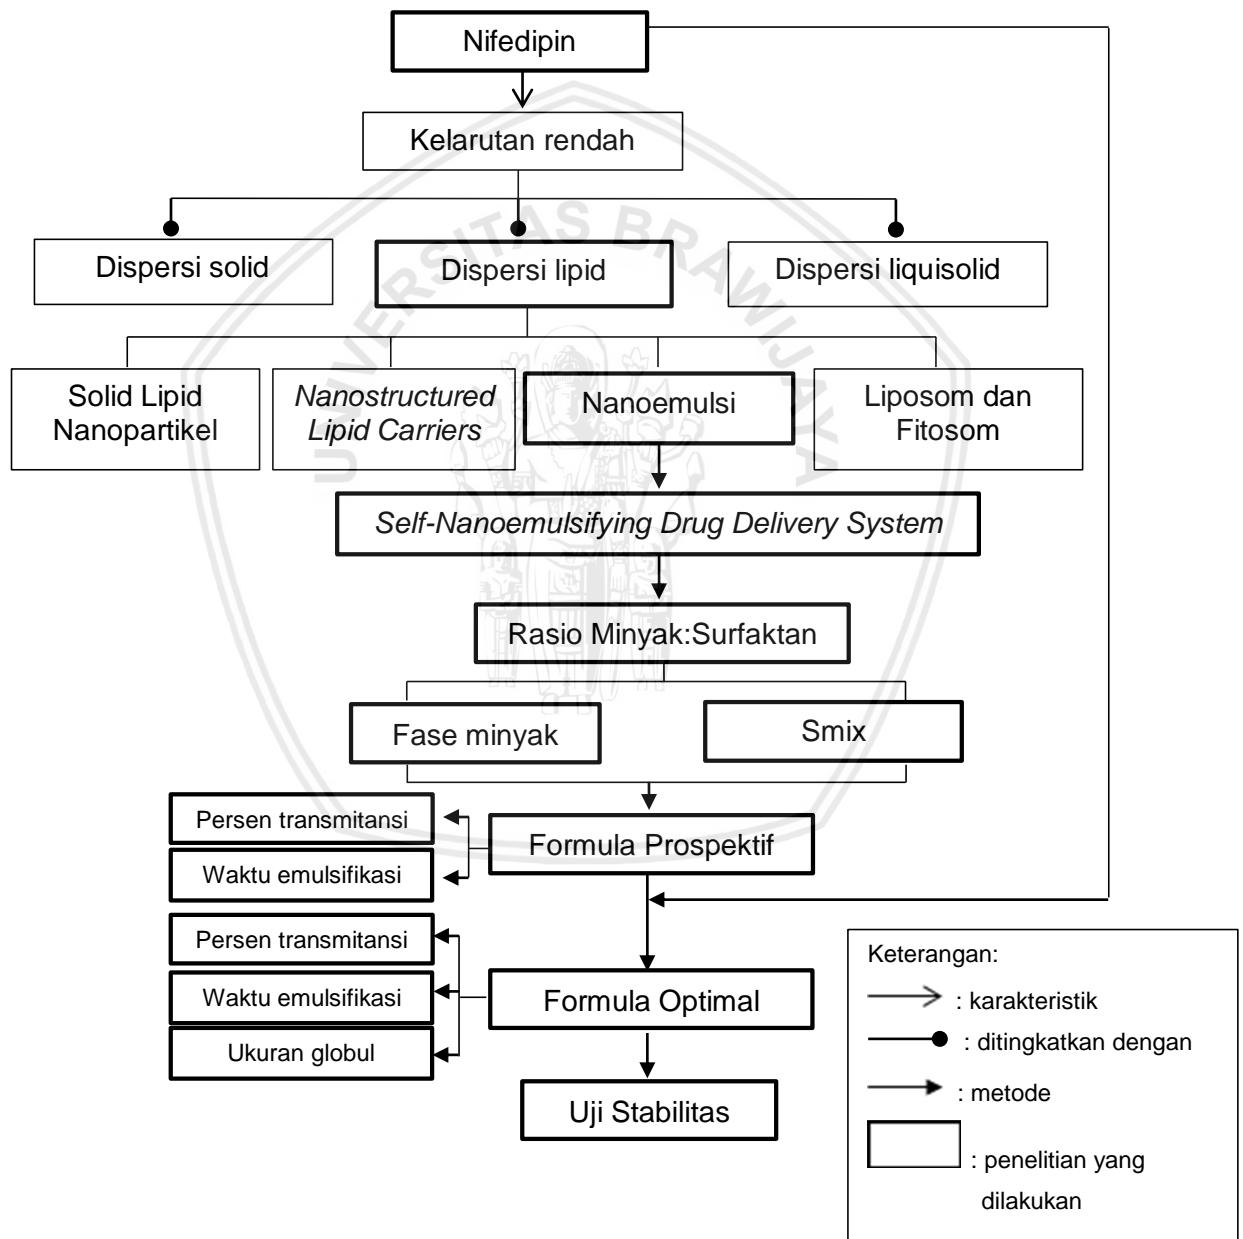 Nifedipin
Kelarutan rendah
UNIVERSITAS BRAWIJAYA
Dispersi solid
Dispersi lipid
Dispersi liquisolid
Solid Lipid
Nanopartikel
Nanostructured
Lipid Carriers
Nanoemulsi
Liposom dan
Fitosom
Self-Nanoemulsifying Drug Delivery System
Rasio Minyak:Surfaktan
Fase minyak
Smix
Persen transmitansi
Waktu emulsifikasi
Formula Prospektif
Persen transmitansi
Waktu emulsifikasi
Ukuran globul
Formula Optimal
Uji Stabilitas
Keterangan:
: karakteristik
: ditingkatkan dengan
: metode
: penelitian yang
dilakukan